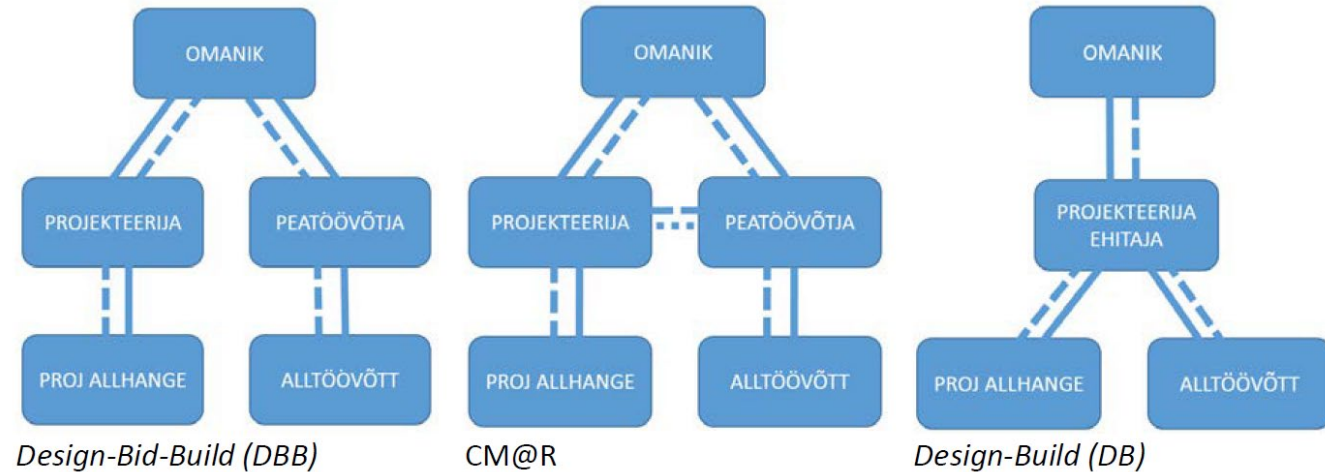 OMANIK
OMANIK
OMANIK
PROJEKTEERIJA
PEATÖÖVÕTJA
PROJEKTEERIJA
PEATÖÖVÕTJA
PROJEKTEERIJA
EHITAJA
PROJ ALLHANGE
ALLTÖÖVÕTT
PROJ ALLHANGE
ALLTÖÖVÕTT
PROJ ALLHANGE
ALLTÖÖVÕTT
Design-Bid-Build (DBB)
CM@R
Design-Build (DB)